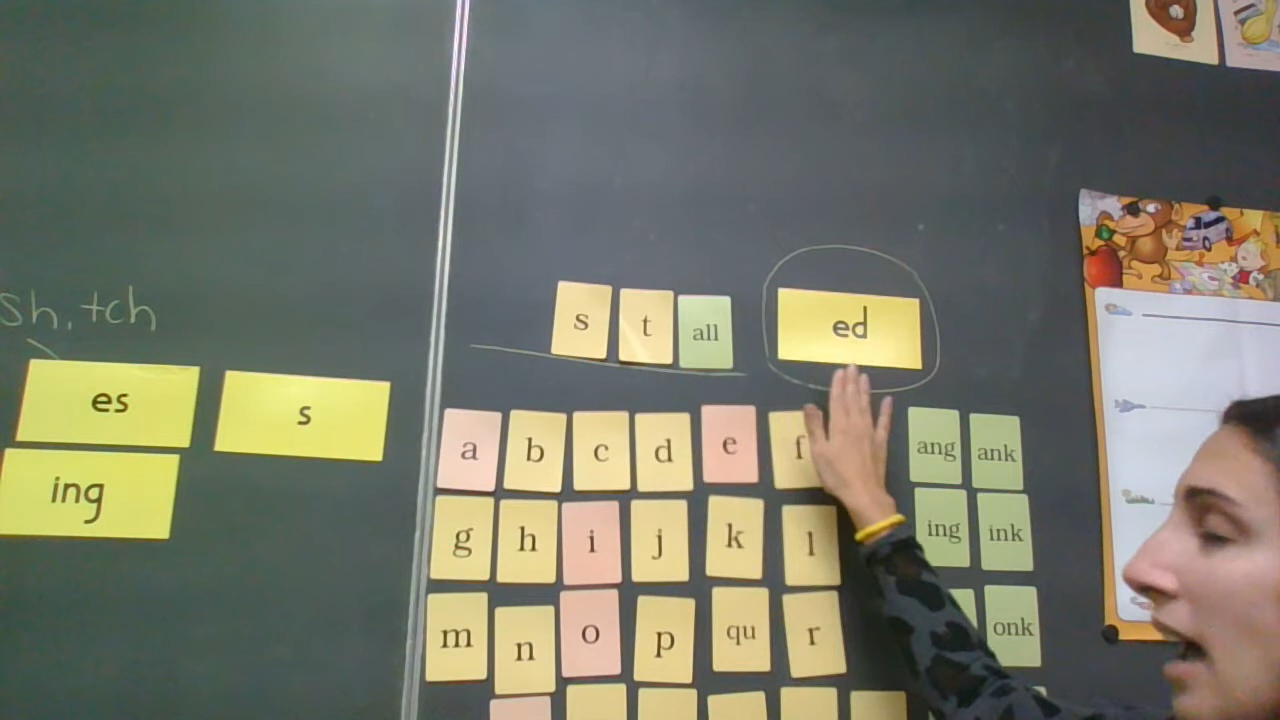 sh, tch
es s
ing
s t all ed
a b c d e f
g h i j k l
m n o p qu r
ang ank
ing ink
onk